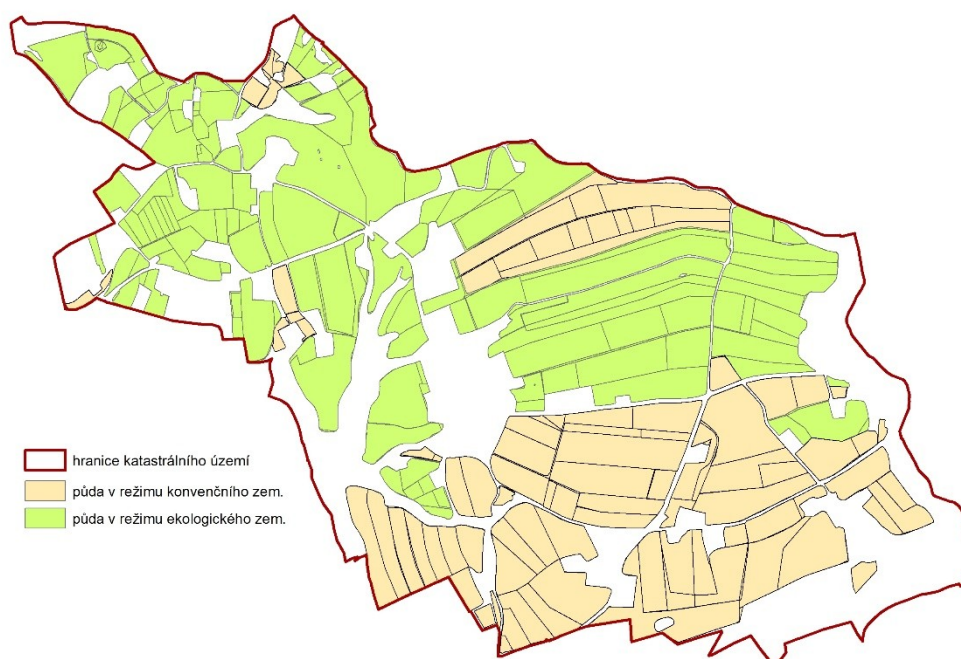 hranice katastrálního území
půda v režimu konvenčního zem.
půda v režimu ekologického zem.